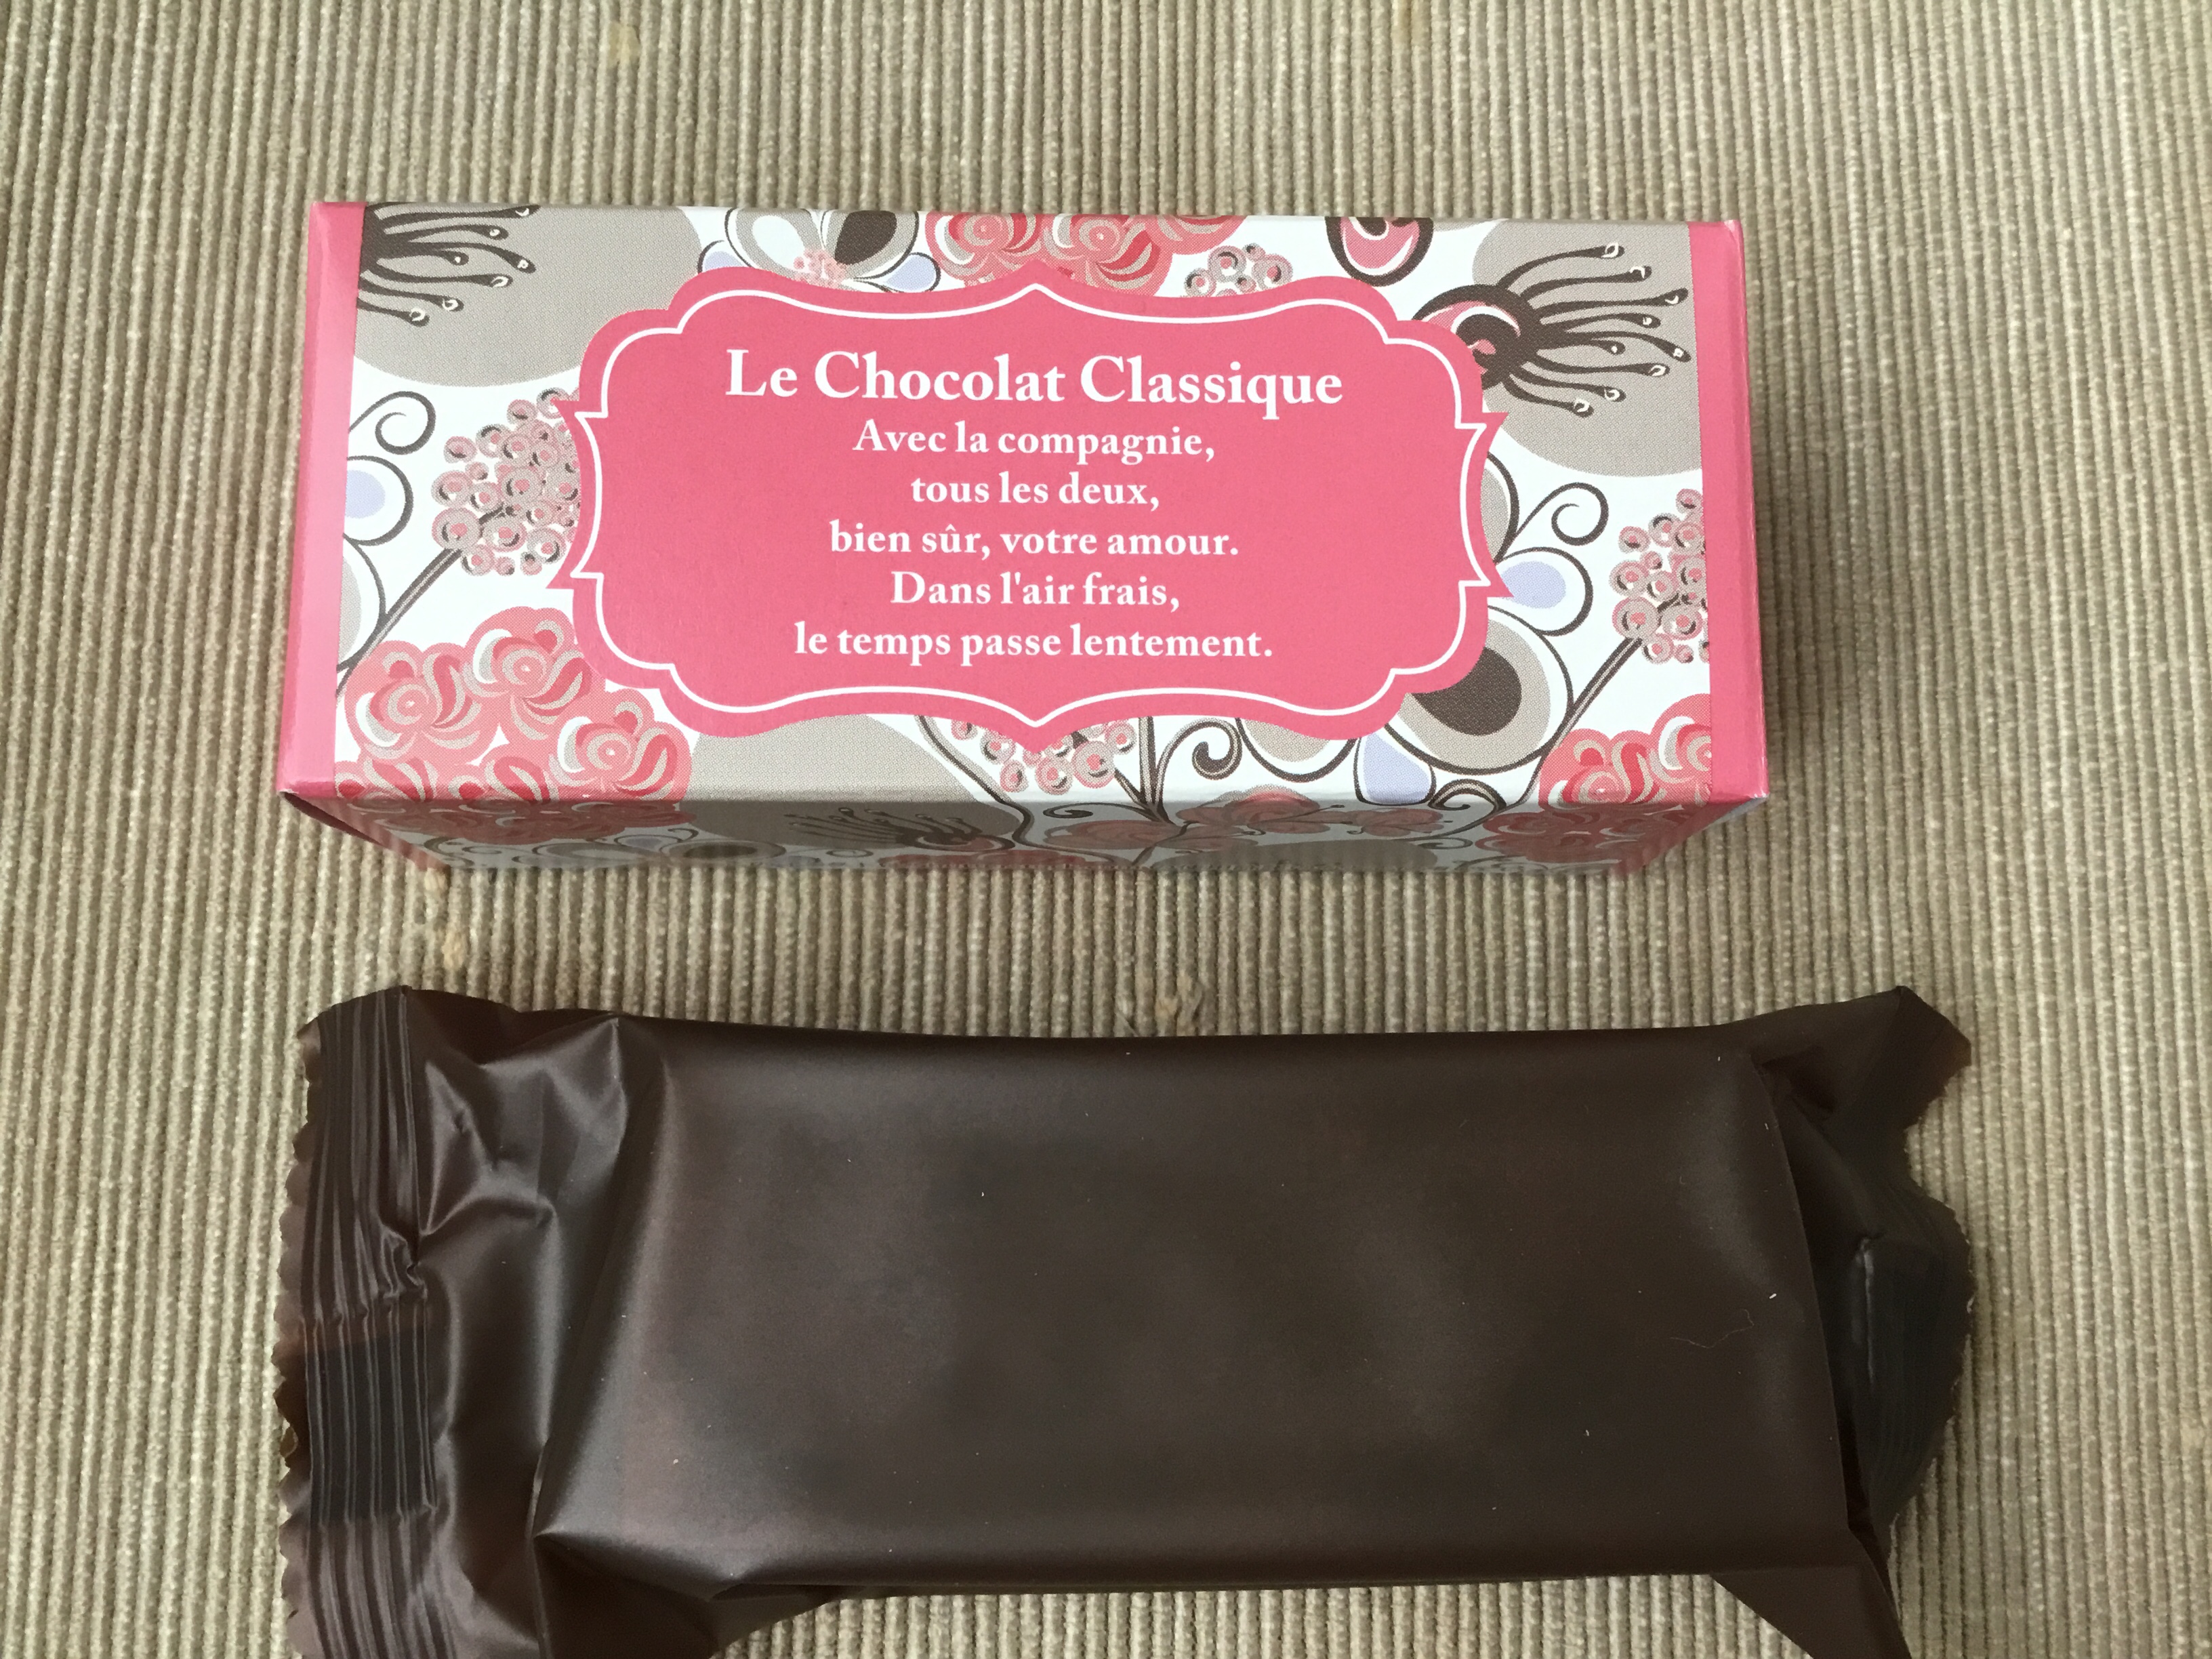 Le Chocolat Classique
Avec la compagnie,
tous les deux,
bien sûr, votre amour.
Dans l'air frais,
le temps passe lentement.